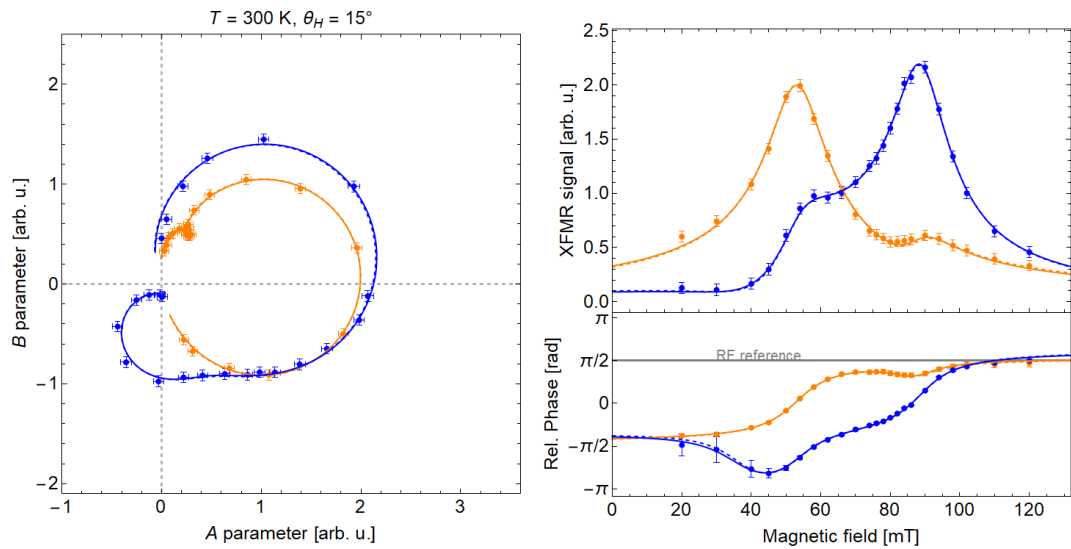 T = 300 K, θH = 15°
B parameter [arb. u.]
2
1
0
−1
−2
−1
0
1
2
3
A parameter [arb. u.]
XFMR signal [arb. u.]
2.5
2.0
1.5
1.0
0.5
0.0
Rel. Phase [rad]
π
π/2
0
−π/2
−π
RF reference
0
20
40
60
80
100
120
Magnetic field [mT]